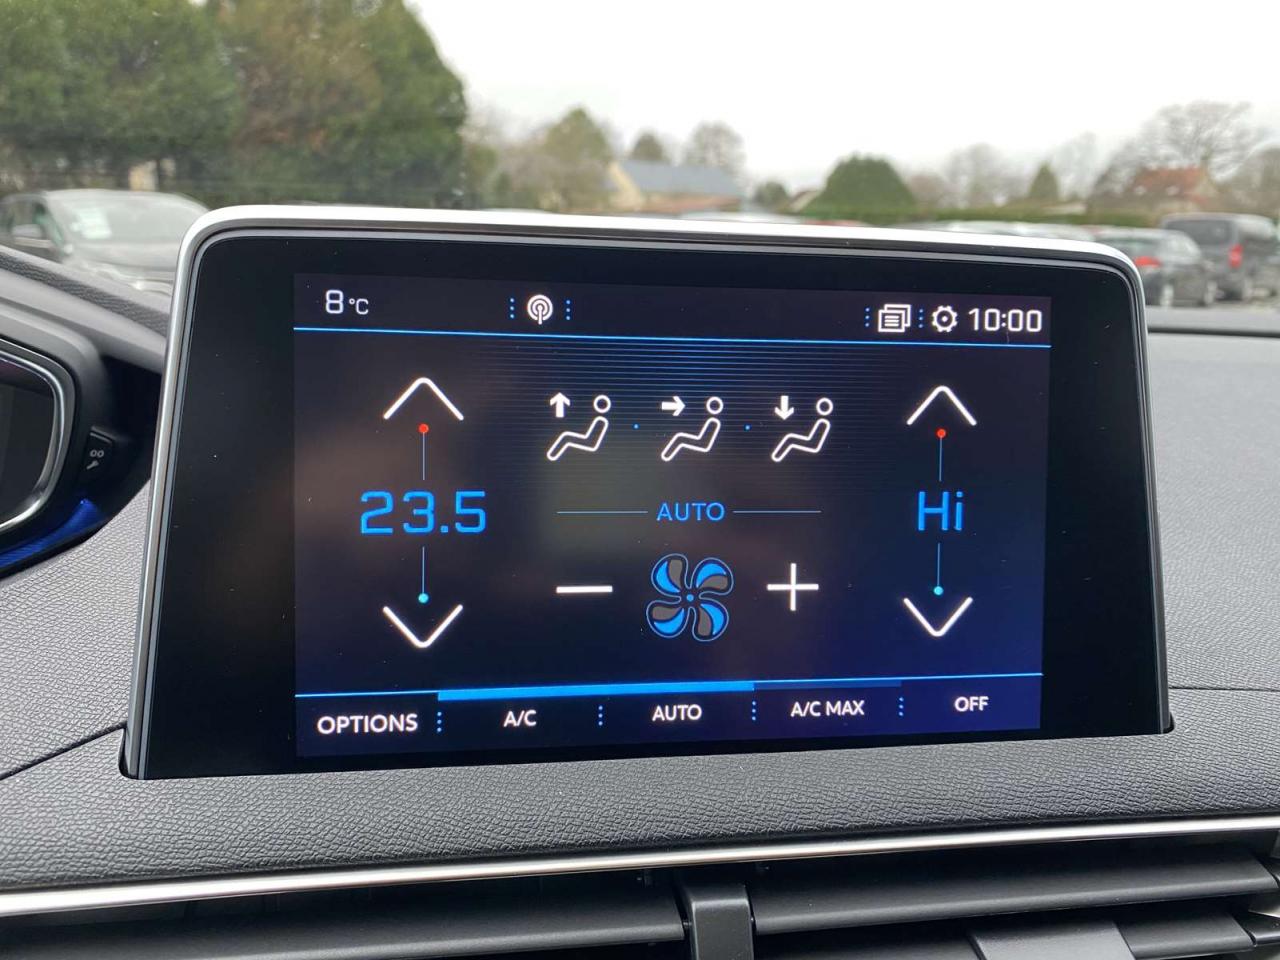 8°C 10:00
23.5 AUTO Hi
OPTIONS A/C AUTO A/C MAX OFF